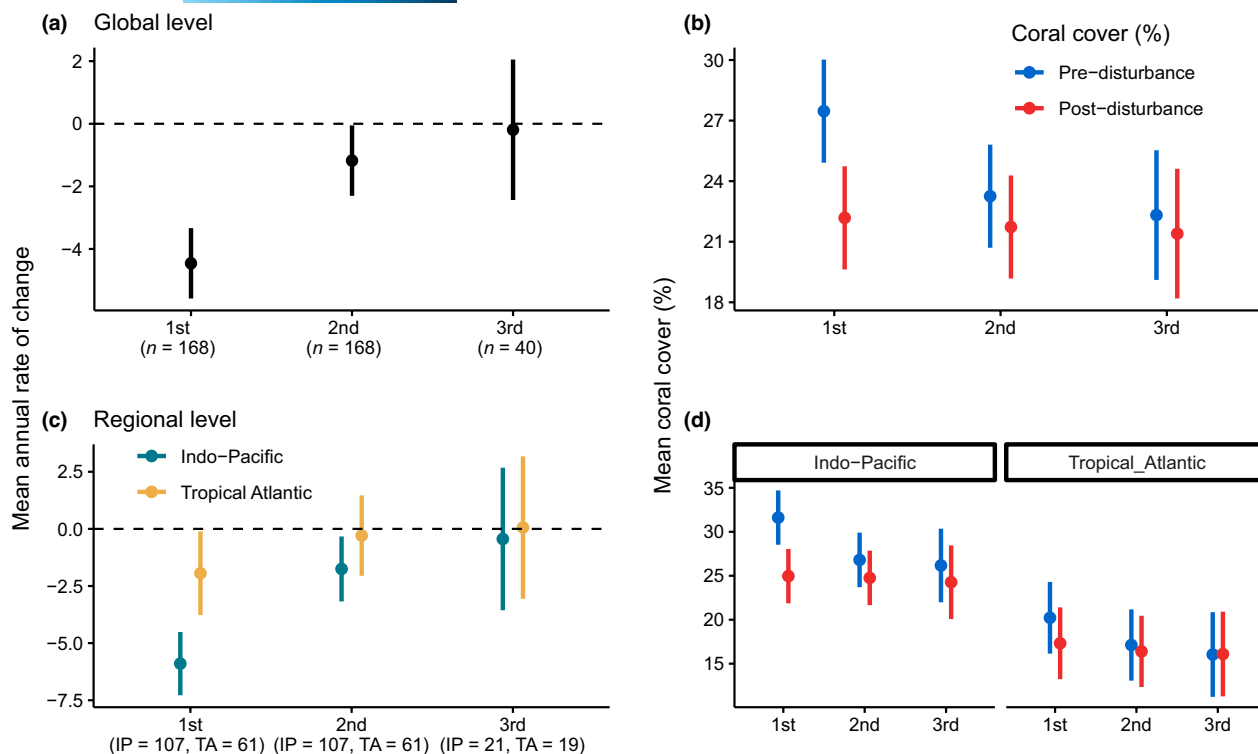 (a) Global level
2
0
−2
−4
1st
2nd
3rd
(n = 168)
(n = 168)
(n = 40)
Mean annual rate of change
(b)
Coral cover (%)
Pre−disturbance
Post−disturbance
30
27
24
21
18
1st
2nd
3rd
Mean coral cover (%)
(c) Regional level
Indo−Pacific
Tropical Atlantic
2.5
0.0
−2.5
−5.0
−7.5
1st
2nd
3rd
(IP = 107, TA = 61)
(IP = 107, TA = 61)
(IP = 21, TA = 19)
(d)
Indo−Pacific
Tropical_Atlantic
35
30
25
20
15
1st
2nd
3rd
1st
2nd
3rd